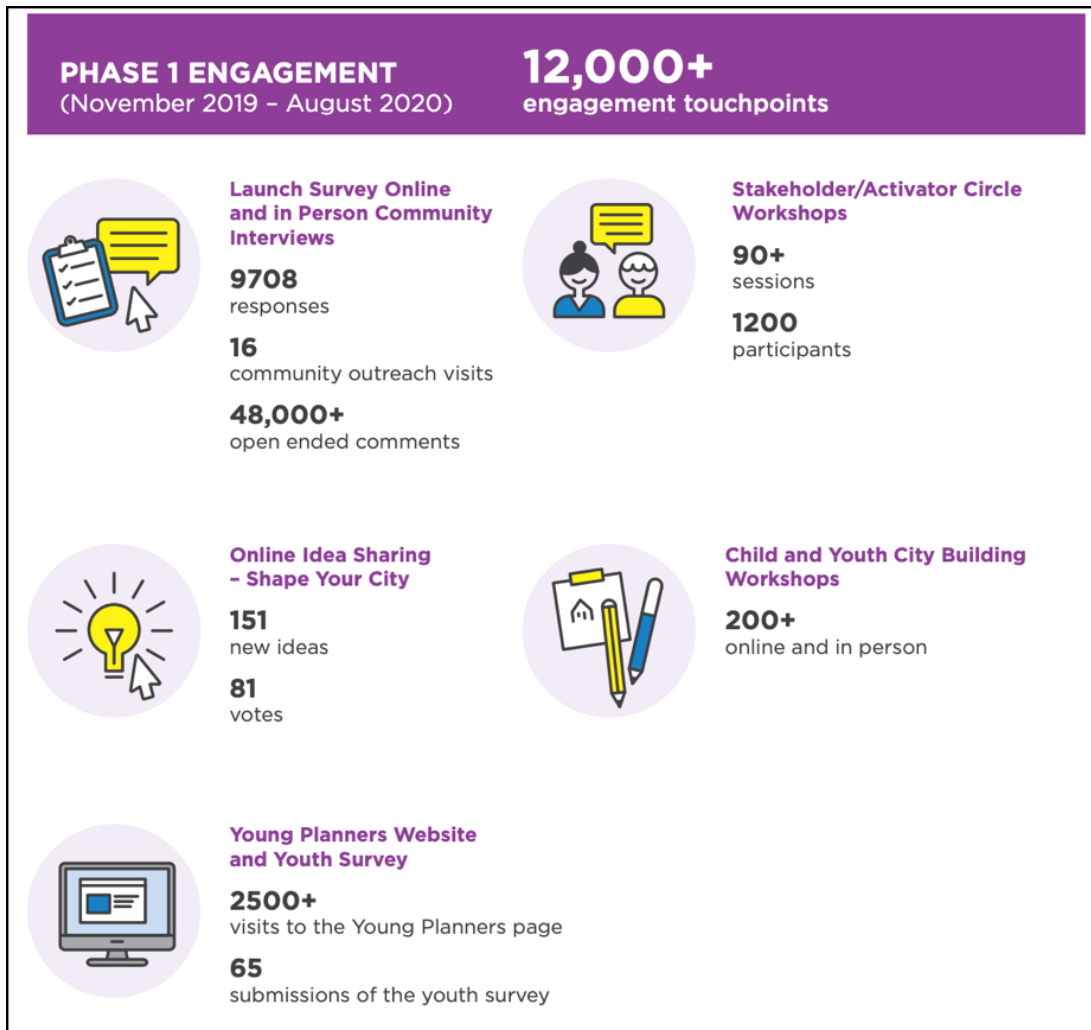 PHASE 1 ENGAGEMENT
(November 2019 – August 2020)
12,000+
engagement touchpoints
Launch Survey Online
and in Person Community
Interviews
9708
responses
16
community outreach visits
48,000+
open ended comments
Stakeholder/Activator Circle
Workshops
90+
sessions
1200
participants
Online Idea Sharing
– Shape Your City
151
new ideas
81
votes
Child and Youth City Building
Workshops
200+
online and in person
Young Planners Website
and Youth Survey
2500+
visits to the Young Planners page
65
submissions of the youth survey